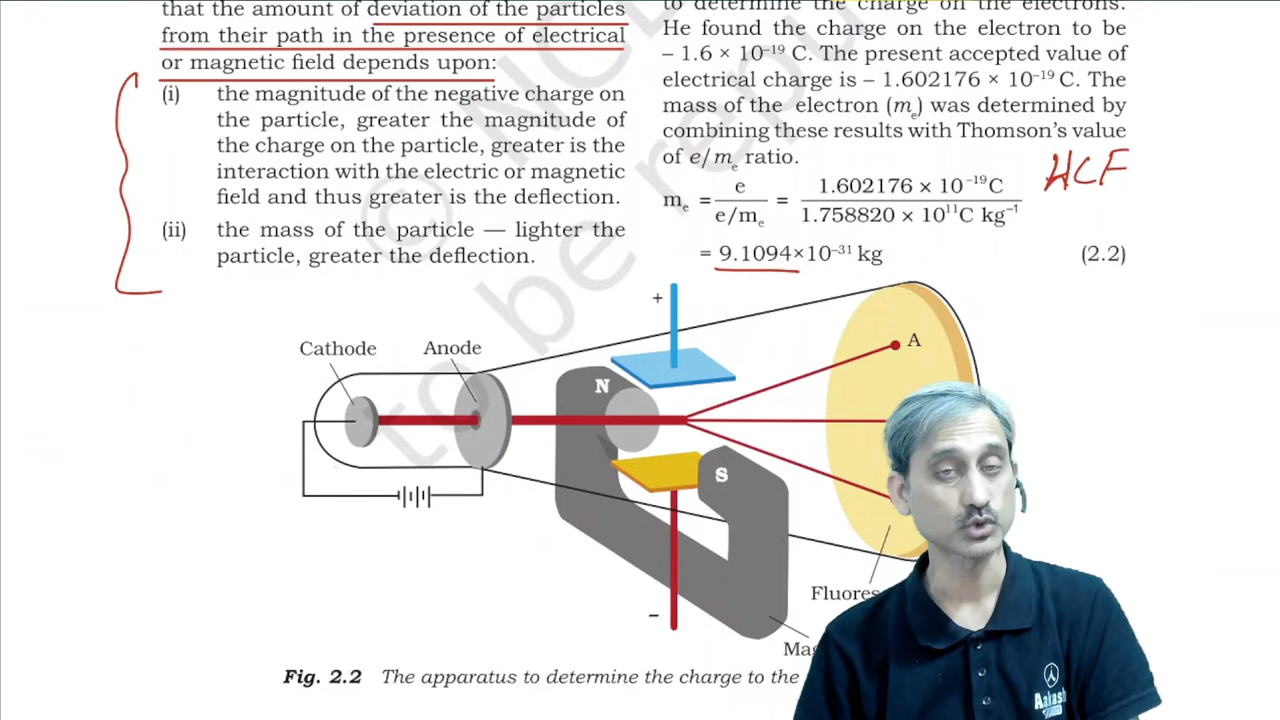 that the amount of deviation of the particles
from their path in the presence of electrical
or magnetic field depends upon:
(i) the magnitude of the negative charge on
the particle, greater the magnitude of
the charge on the particle, greater is the
interaction with the electric or magnetic
field and thus greater is the deflection.
(ii) the mass of the particle — lighter the
particle, greater the deflection.
to determine the charge on the electrons.
He found the charge on the electron to be
– 1.6 × 10⁻¹⁹ C. The present accepted value of
electrical charge is – 1.602176 × 10⁻¹⁹ C. The
mass of the electron (mₑ) was determined by
combining these results with Thomson's value
of e/mₑ ratio.
HCF
mₑ = e / e/mₑ = 1.602176 × 10⁻¹⁹C / 1.758820 × 10¹¹C kg⁻¹
= 9.1094×10⁻³¹ kg (2.2)
Cathode
Anode
+
N
A
S
–
Fluores
Mag
Fig. 2.2 The apparatus to determine the charge to the
Aakash
© NC
to be repu